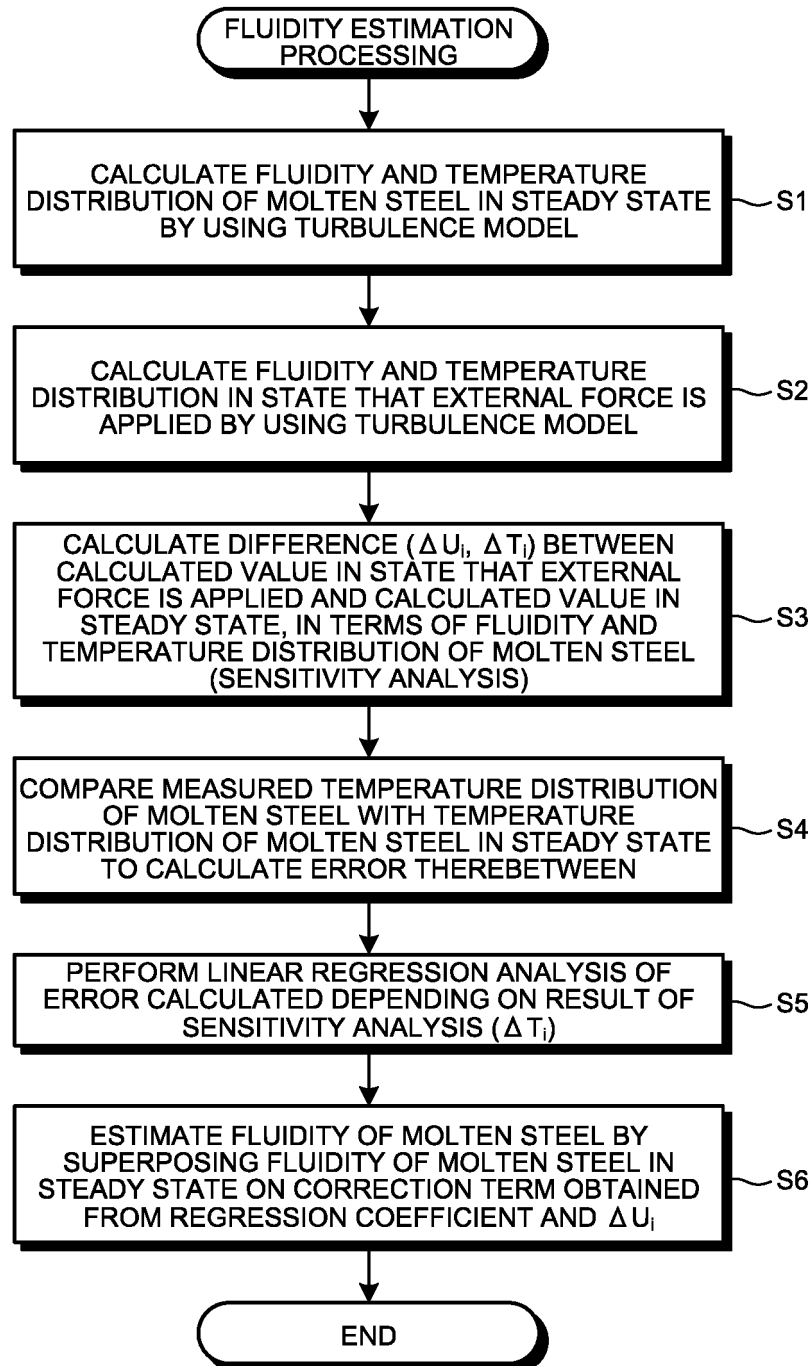 FLUIDITY ESTIMATION
PROCESSING
CALCULATE FLUIDITY AND TEMPERATURE
DISTRIBUTION OF MOLTEN STEEL IN STEADY STATE
BY USING TURBULENCE MODEL
S1
CALCULATE FLUIDITY AND TEMPERATURE
DISTRIBUTION IN STATE THAT EXTERNAL FORCE IS
APPLIED BY USING TURBULENCE MODEL
S2
CALCULATE DIFFERENCE (ΔUᵢ, ΔTᵢ) BETWEEN
CALCULATED VALUE IN STATE THAT EXTERNAL
FORCE IS APPLIED AND CALCULATED VALUE IN
STEADY STATE, IN TERMS OF FLUIDITY AND
TEMPERATURE DISTRIBUTION OF MOLTEN STEEL
(SENSITIVITY ANALYSIS)
S3
COMPARE MEASURED TEMPERATURE DISTRIBUTION
OF MOLTEN STEEL WITH TEMPERATURE
DISTRIBUTION OF MOLTEN STEEL IN STEADY STATE
TO CALCULATE ERROR THEREBETWEEN
S4
PERFORM LINEAR REGRESSION ANALYSIS OF
ERROR CALCULATED DEPENDING ON RESULT OF
SENSITIVITY ANALYSIS (ΔTᵢ)
S5
ESTIMATE FLUIDITY OF MOLTEN STEEL BY
SUPERPOSING FLUIDITY OF MOLTEN STEEL IN
STEADY STATE ON CORRECTION TERM OBTAINED
FROM REGRESSION COEFFICIENT AND ΔUᵢ
S6
END